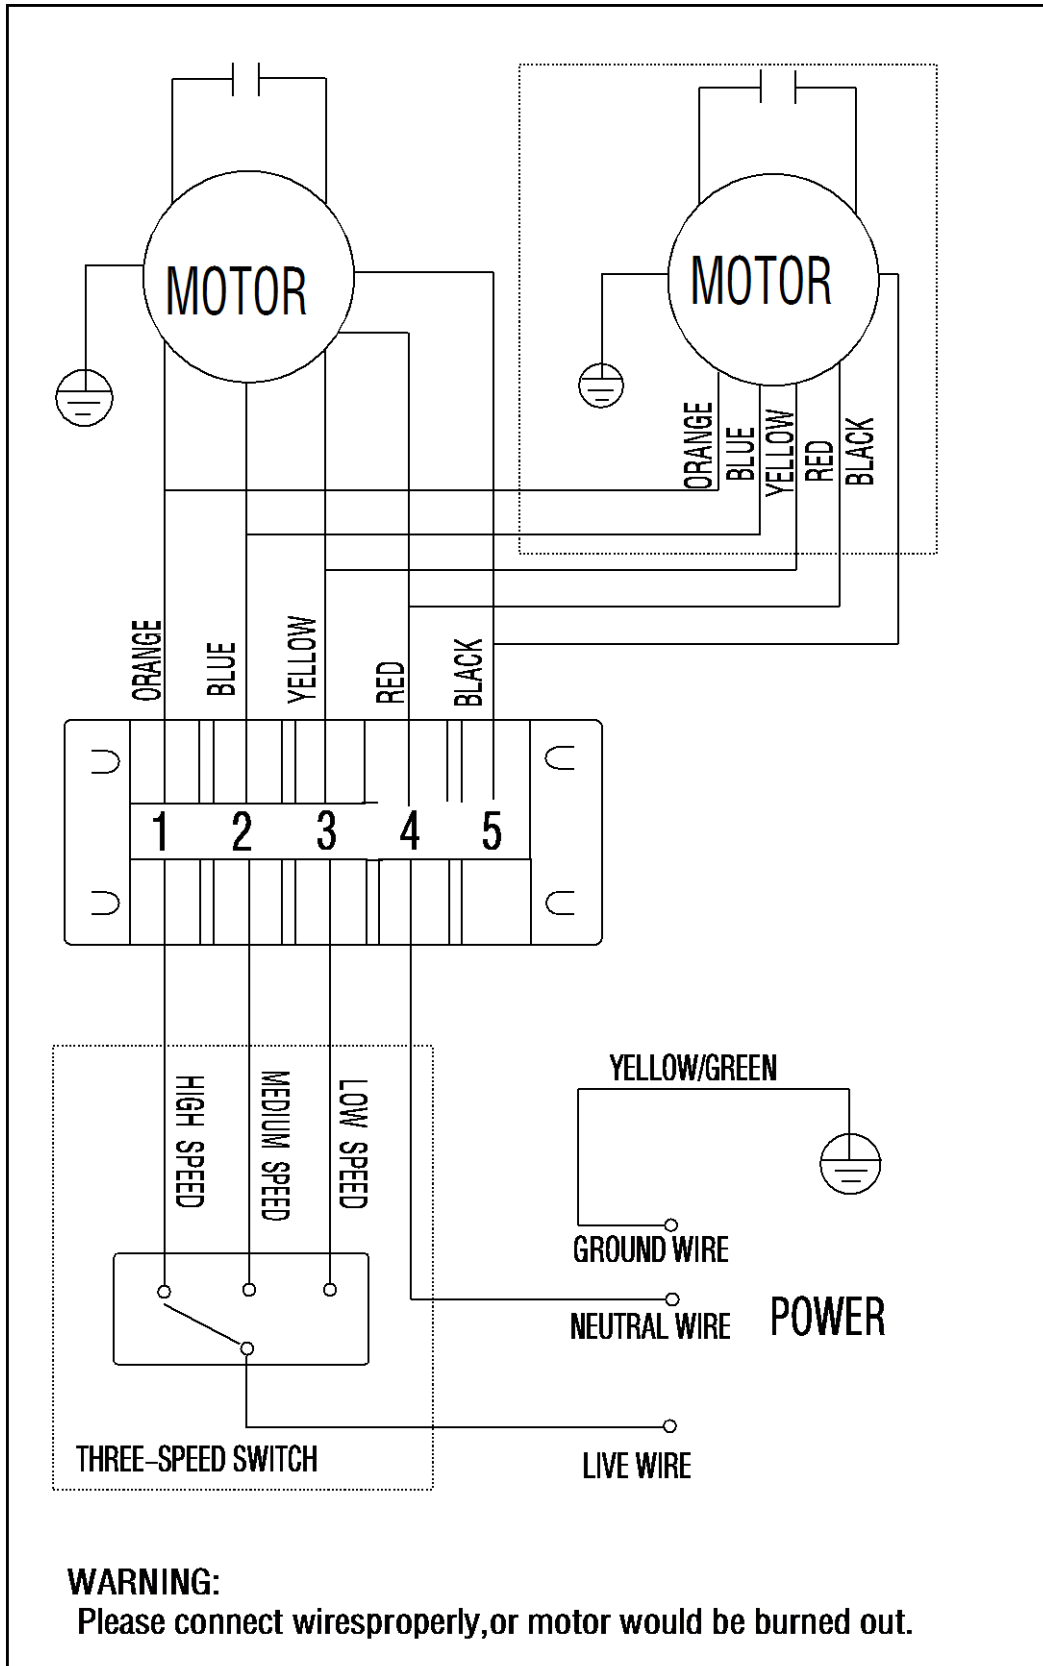 MOTOR
MOTOR
ORANGE
BLUE
YELLOW
RED
BLACK
ORANGE
BLUE
YELLOW
RED
BLACK
1 2 3 4 5
HIGH SPEED
MEDIUM SPEED
LOW SPEED
YELLOW/GREEN
GROUND WIRE
NEUTRAL WIRE
POWER
THREE-SPEED SWITCH
LIVE WIRE
WARNING:
Please connect wiresproperly,or motor would be burned out.